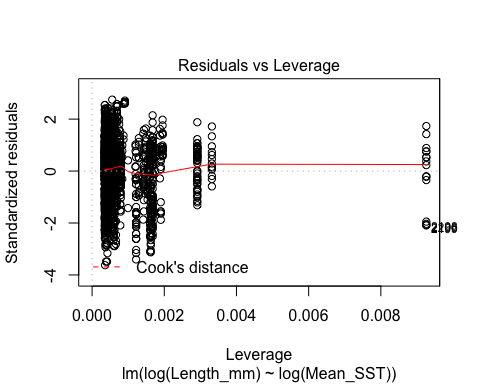 Residuals vs Leverage
Standardized residuals
2
0
-2
-4
Cook's distance
0.000 0.002 0.004 0.006 0.008
Leverage
lm(log(Length_mm) ~ log(Mean_SST))